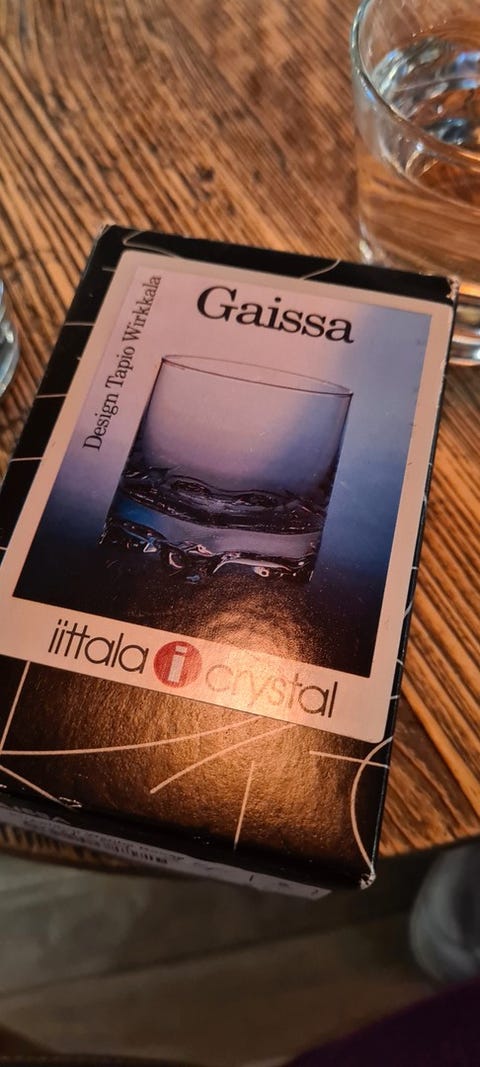 Gaissa
Design Tapio Wirkkala
iittala i crystal